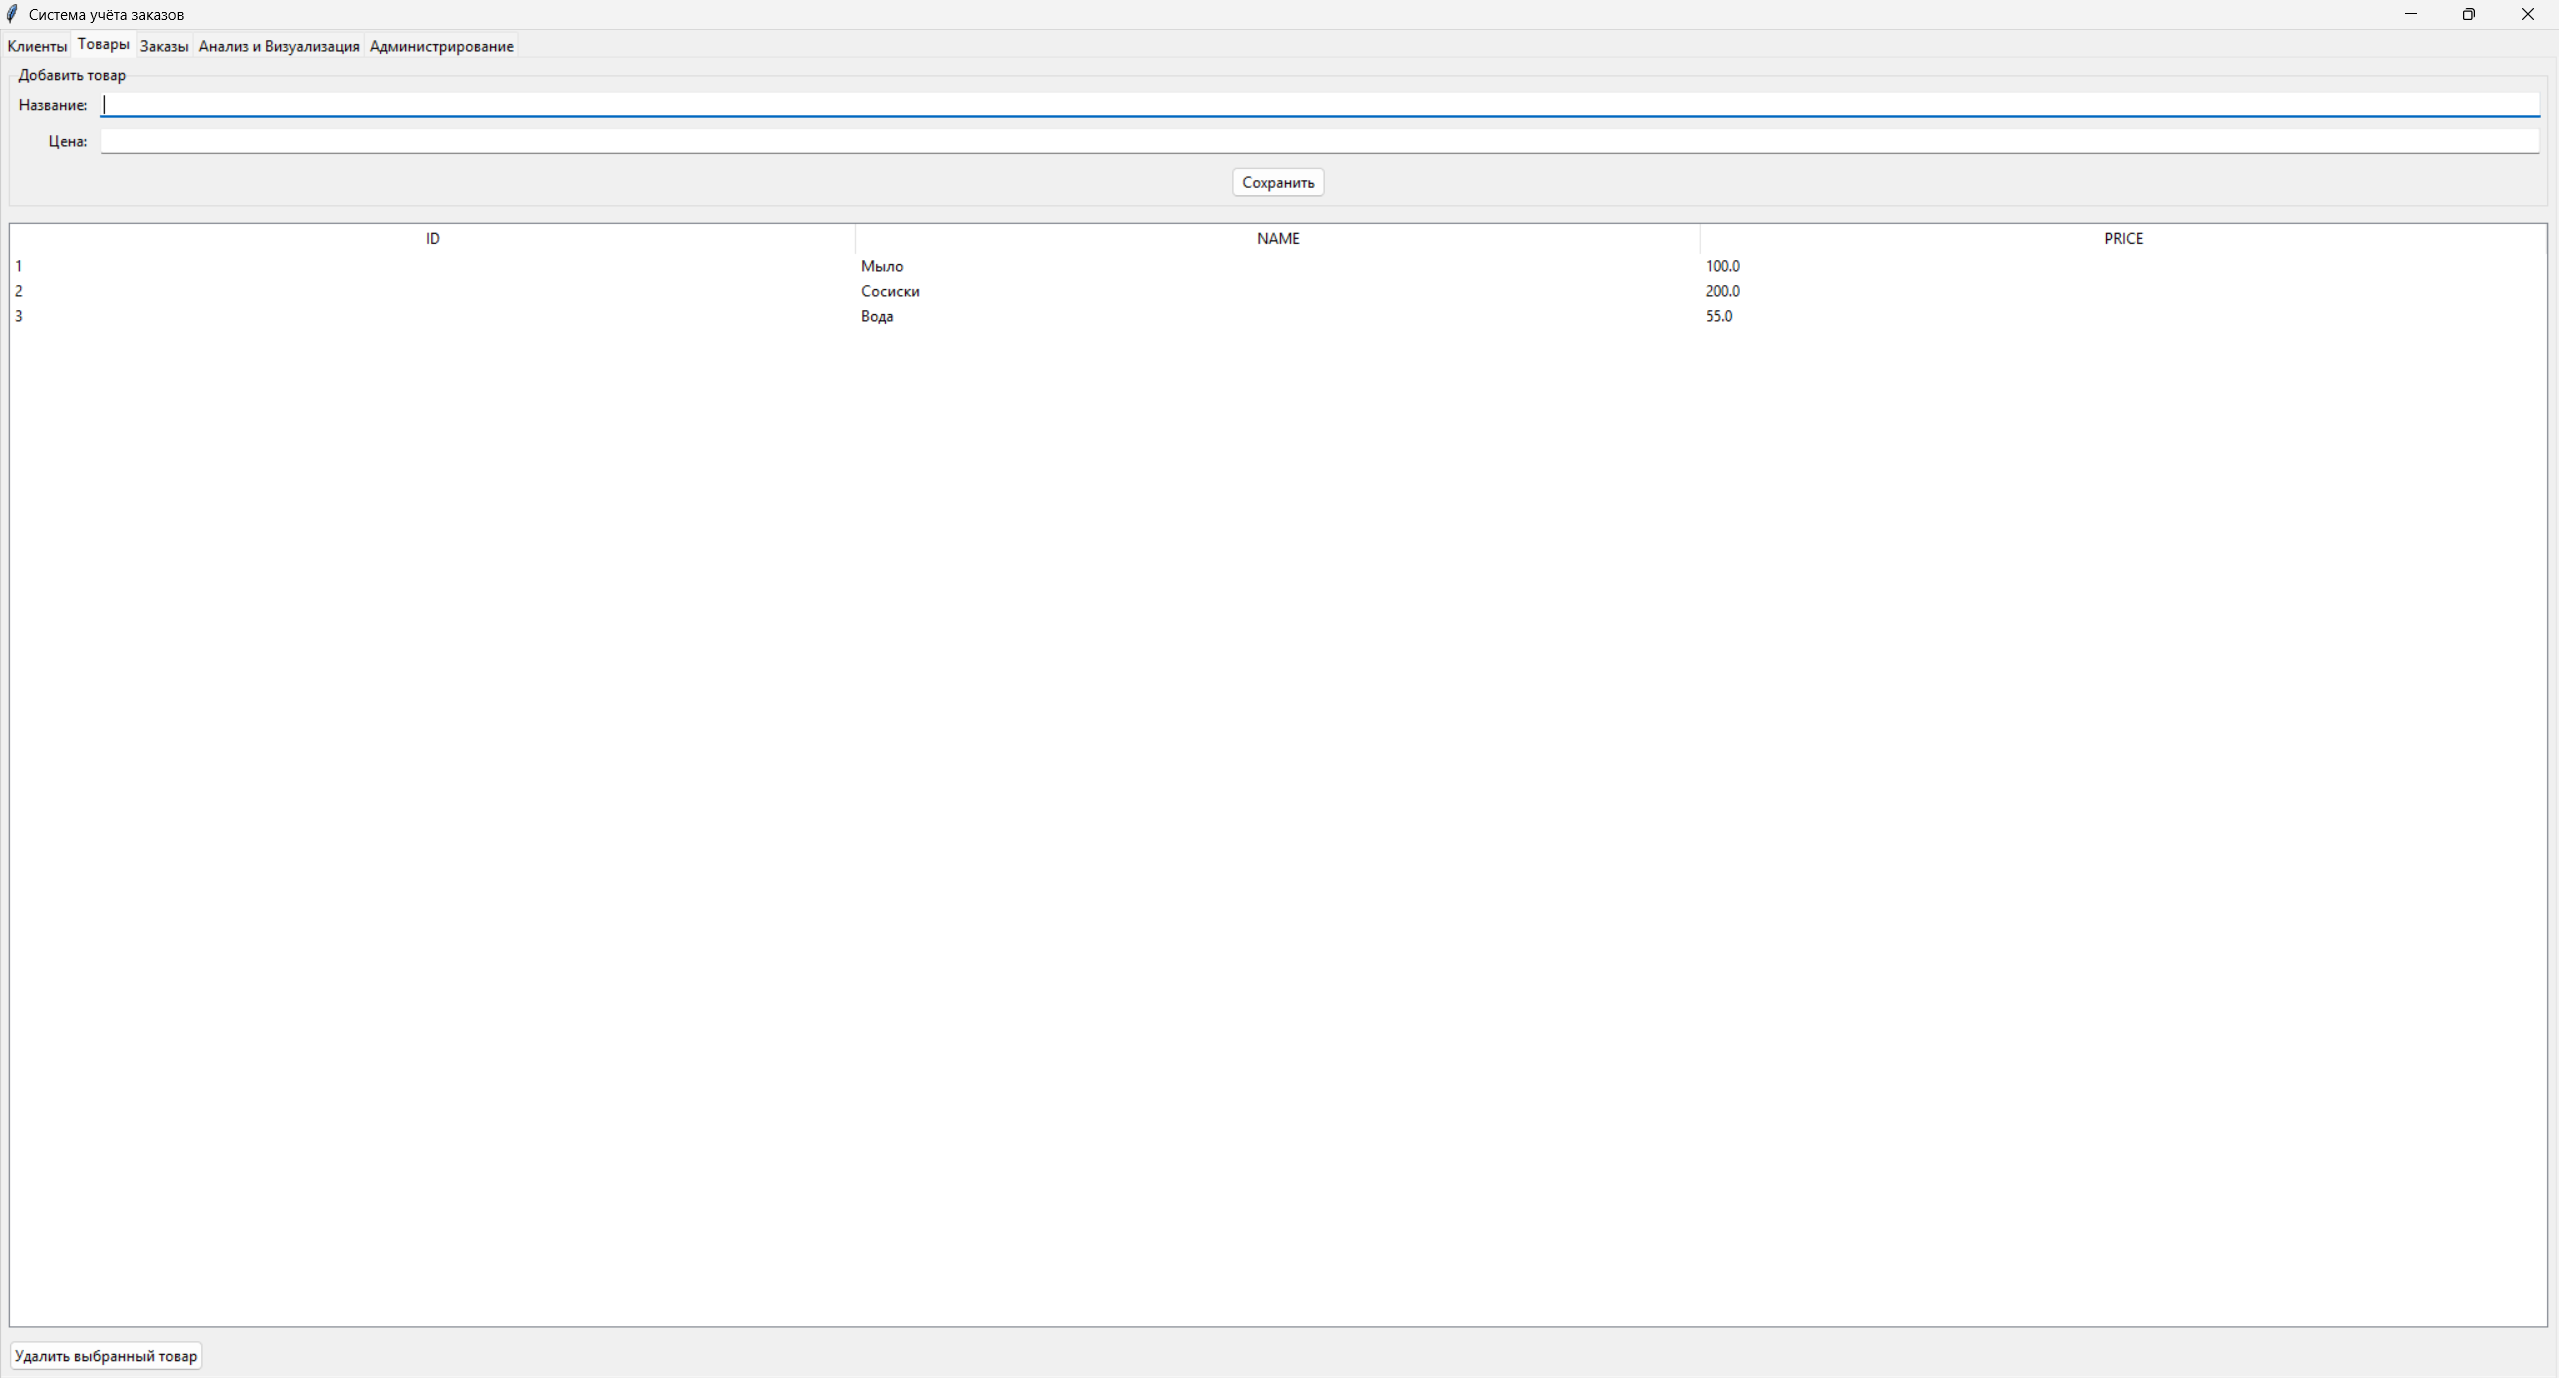 Система учёта заказов
Клиенты Товары Заказы Анализ и Визуализация Администрирование
Добавить товар
Название:
Цена:
Сохранить
ID NAME PRICE
1 Мыло 100.0
2 Сосиски 200.0
3 Вода 55.0
Удалить выбранный товар